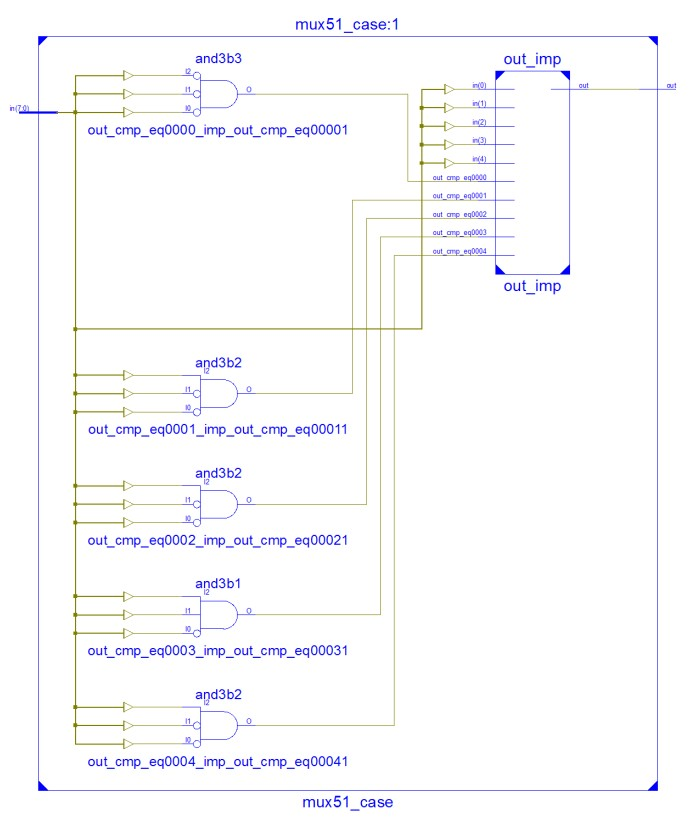 mux51_case:1
and3b3
out_imp
I2
I1
I0
O
in(7:0)
out_cmp_eq0000_imp_out_cmp_eq00001
in(0)
in(1)
in(2)
in(3)
in(4)
out_cmp_eq0000
out_cmp_eq0001
out_cmp_eq0002
out_cmp_eq0003
out_cmp_eq0004
out
out
out_imp
and3b2
I2
I1
I0
O
out_cmp_eq0001_imp_out_cmp_eq00011
and3b2
I2
I1
I0
O
out_cmp_eq0002_imp_out_cmp_eq00021
and3b1
I2
I1
I0
O
out_cmp_eq0003_imp_out_cmp_eq00031
and3b2
I2
I1
I0
O
out_cmp_eq0004_imp_out_cmp_eq00041
mux51_case